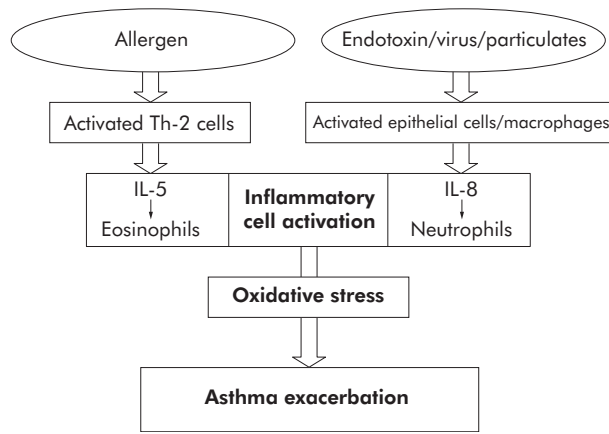 Allergen
Endotoxin/virus/particulates
Activated Th-2 cells
Activated epithelial cells/macrophages
IL-5
Eosinophils
Inflammatory
cell activation
IL-8
Neutrophils
Oxidative stress
Asthma exacerbation